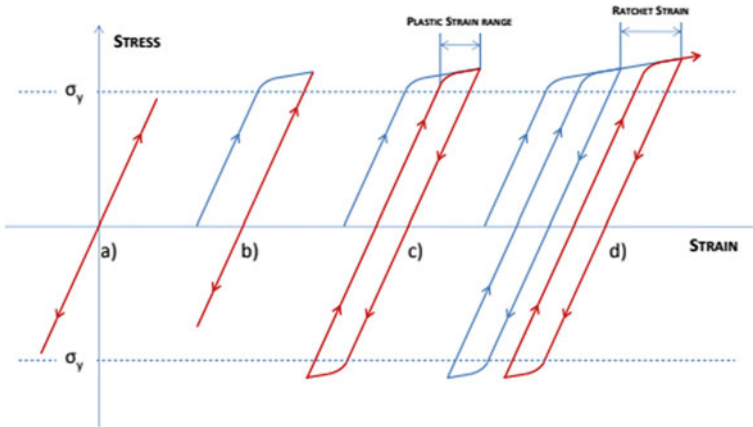 PLASTIC STRAIN RANGE
RATCHET STRAIN
STRESS
σy
a)
b)
c)
d)
STRAIN
σy